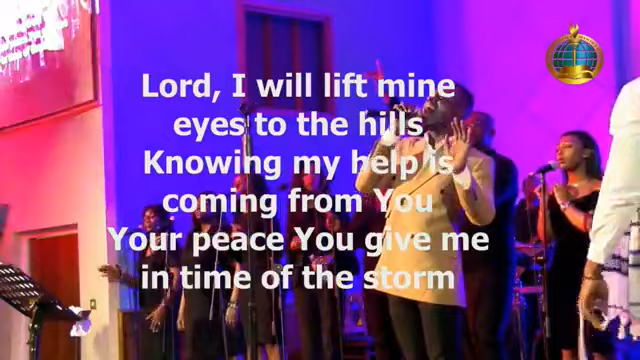 Lord, I will lift mine
eyes to the hills
Knowing my help is
coming from You
Your peace You give me
in time of the storm